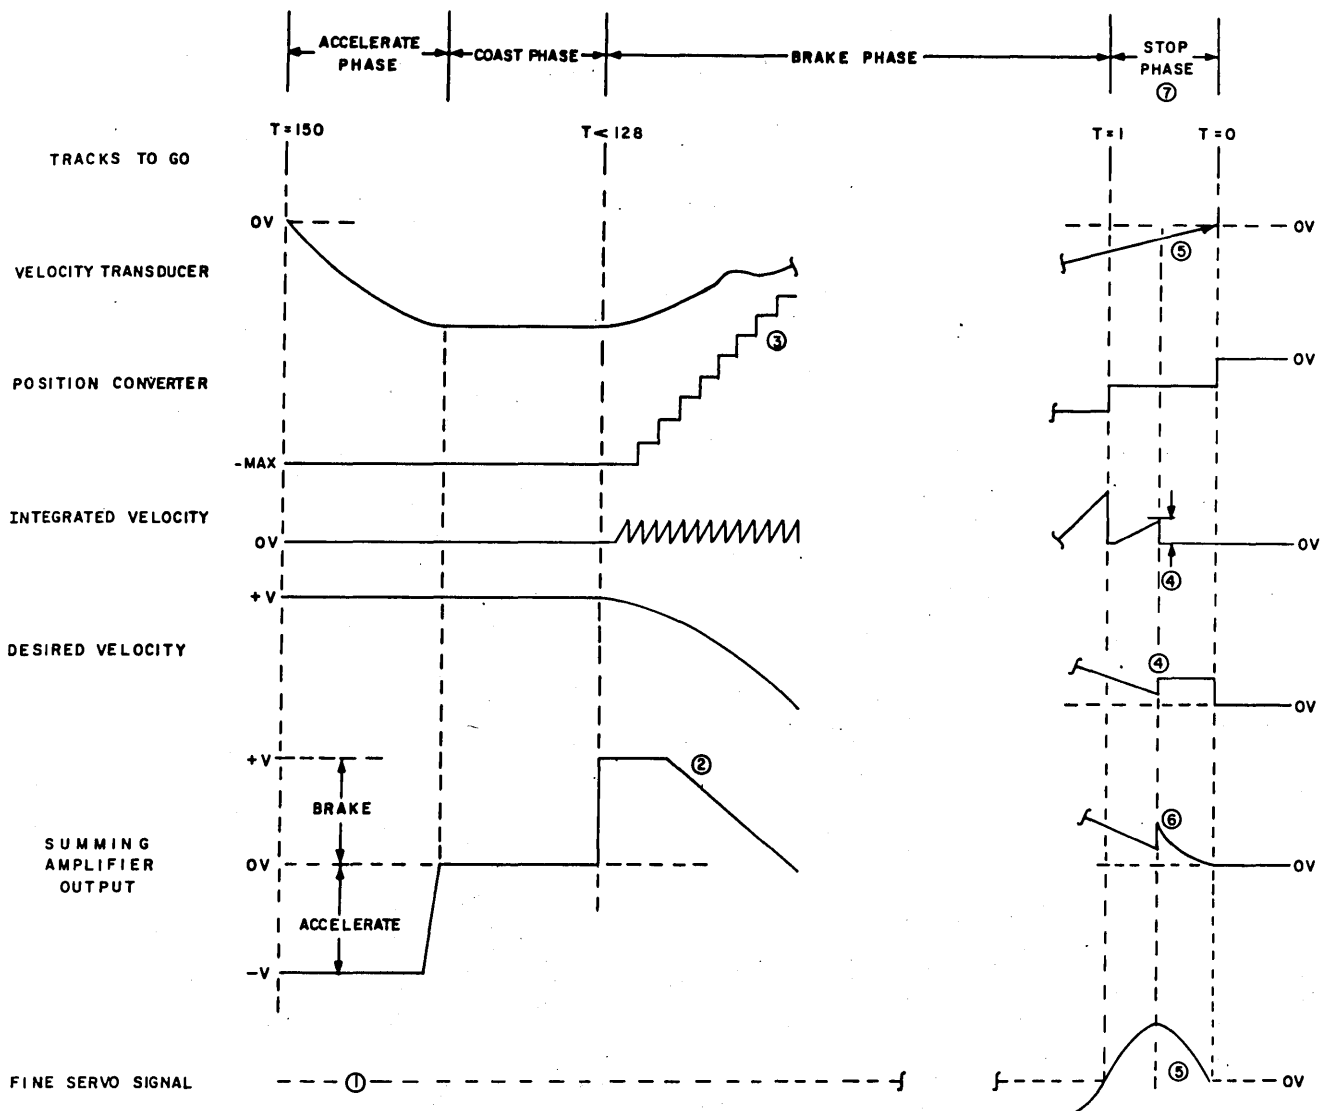 ACCELERATE
PHASE
COAST PHASE
BRAKE PHASE
STOP
PHASE
⑦
T=150
T<128
T=1
T=0
TRACKS TO GO
0V
0V
⑤
VELOCITY TRANSDUCER
③
0V
POSITION CONVERTER
-MAX
INTEGRATED VELOCITY
0V
0V
④
+V
DESIRED VELOCITY
④
0V
+V
②
BRAKE
⑥
SUMMING
AMPLIFIER
OUTPUT
0V
0V
ACCELERATE
-V
FINE SERVO SIGNAL
①
⑤
0V